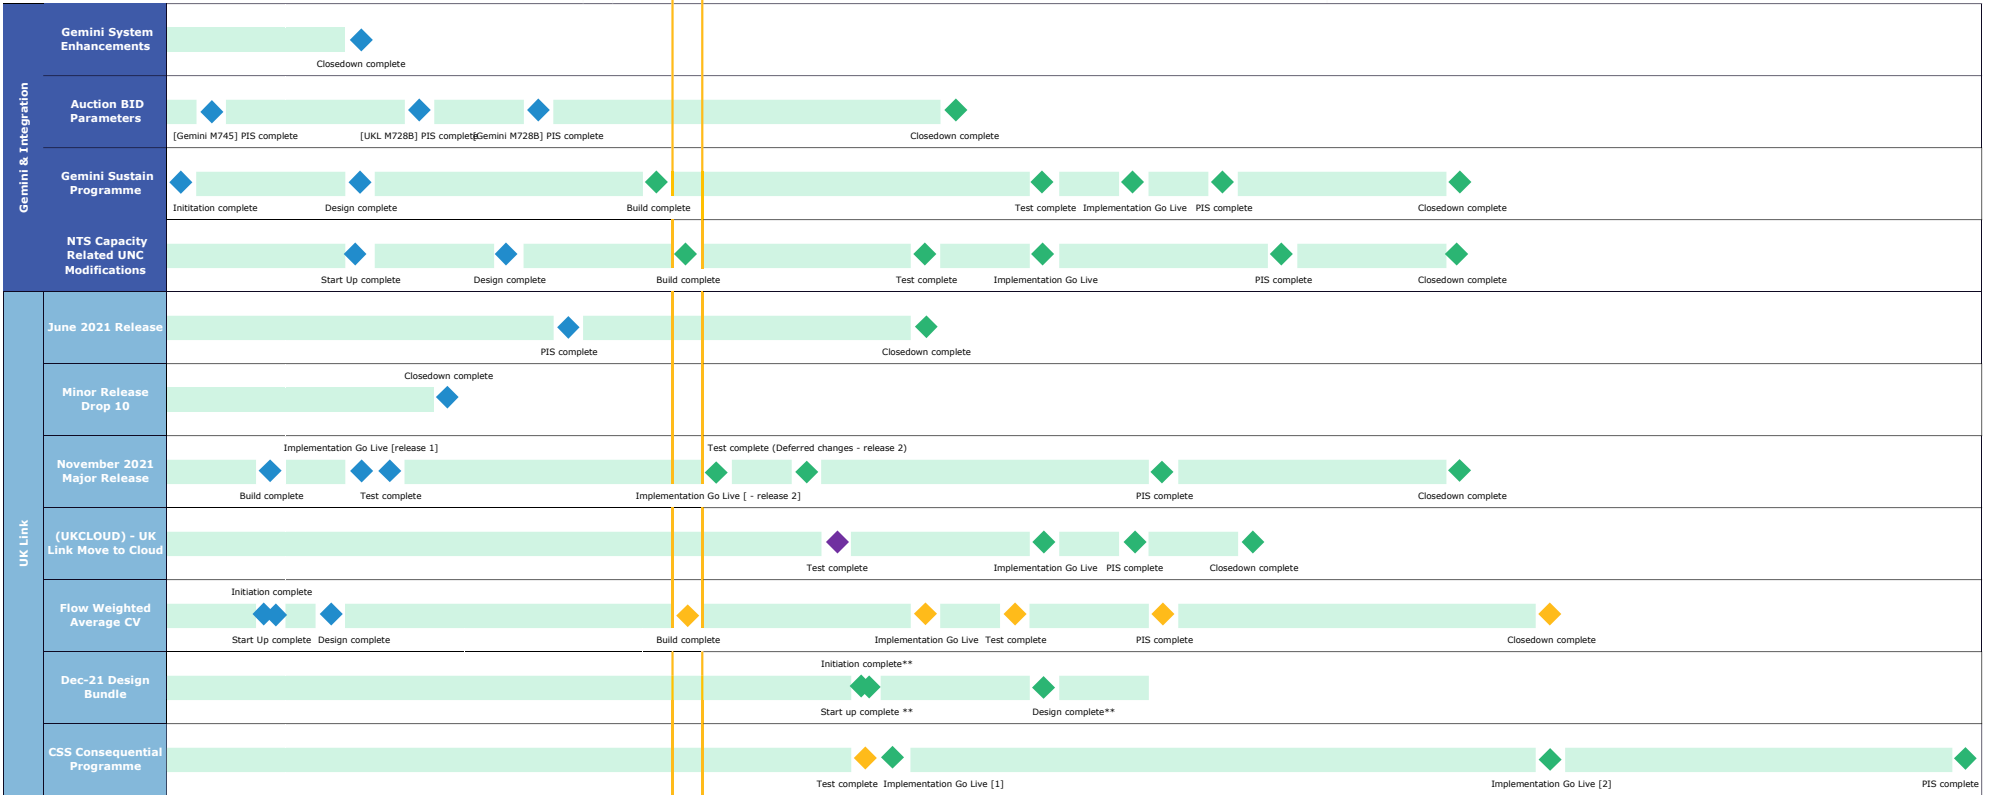 Gemini & Integration
Gemini System
Enhancements
Closedown complete
Auction BID
Parameters
[Gemini M745] PIS complete
[UKL M728B] PIS complete
[Gemini M728B] PIS complete
Closedown complete
Gemini Sustain
Programme
Inititation complete
Design complete
Build complete
Test complete
Implementation Go Live
PIS complete
Closedown complete
NTS Capacity
Related UNC
Modifications
Start Up complete
Design complete
Build complete
Test complete
Implementation Go Live
PIS complete
Closedown complete
UK Link
June 2021 Release
PIS complete
Closedown complete
Minor Release
Drop 10
Closedown complete
November 2021
Major Release
Implementation Go Live [release 1]
Test complete (Deferred changes - release 2)
Build complete
Test complete
Implementation Go Live [ - release 2]
PIS complete
Closedown complete
(UKCLOUD) - UK
Link Move to Cloud
Test complete
Implementation Go Live
PIS complete
Closedown complete
Flow Weighted
Average CV
Initiation complete
Start Up complete
Design complete
Build complete
Implementation Go Live
Test complete
PIS complete
Closedown complete
Dec-21 Design
Bundle
Initiation complete**
Start up complete **
Design complete**
CSS Consequential
Programme
Test complete
Implementation Go Live [1]
Implementation Go Live [2]
PIS complete